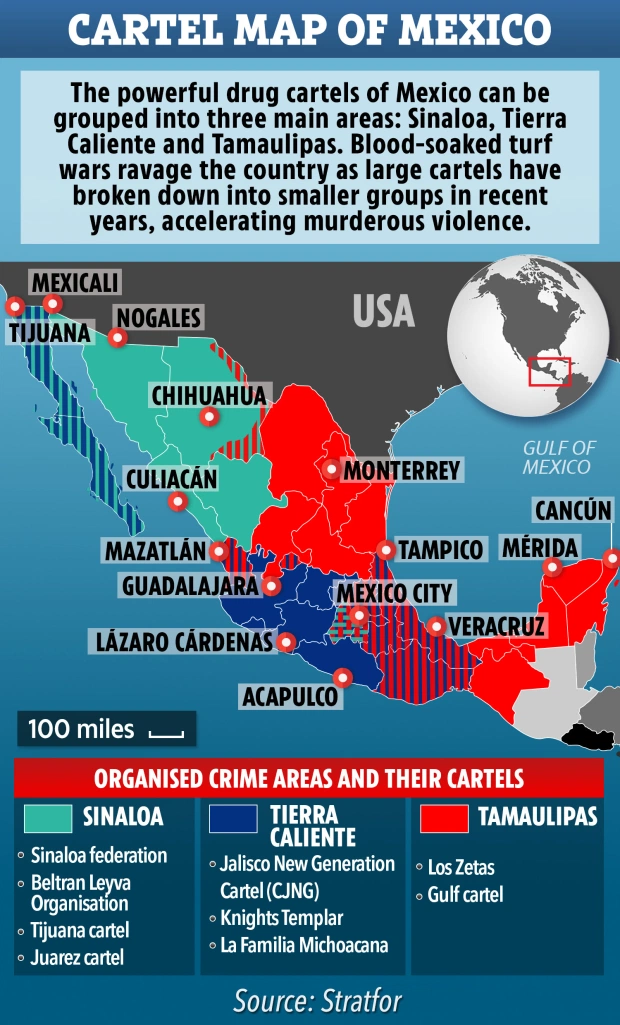 CARTEL MAP OF MEXICO
The powerful drug cartels of Mexico can be
grouped into three main areas: Sinaloa, Tierra
Caliente and Tamaulipas. Blood-soaked turf
wars ravage the country as large cartels have
broken down into smaller groups in recent
years, accelerating murderous violence.
MEXICALI
TIJUANA
NOGALES
USA
CHIHUAHUA
GULF OF
MEXICO
MONTERREY
CULIACÁN
CANCÚN
MAZATLÁN
TAMPICO
MÉRIDA
GUADALAJARA
MEXICO CITY
VERACRUZ
LÁZARO CÁRDENAS
ACAPULCO
100 miles
ORGANISED CRIME AREAS AND THEIR CARTELS
SINALOA
Sinaloa federation
Beltran Leyva
Organisation
Tijuana cartel
Juarez cartel
TIERRA
CALIENTE
Jalisco New Generation
Cartel (CJNG)
Knights Templar
La Familia Michoacana
TAMAULIPAS
Los Zetas
Gulf cartel
Source: Stratfor